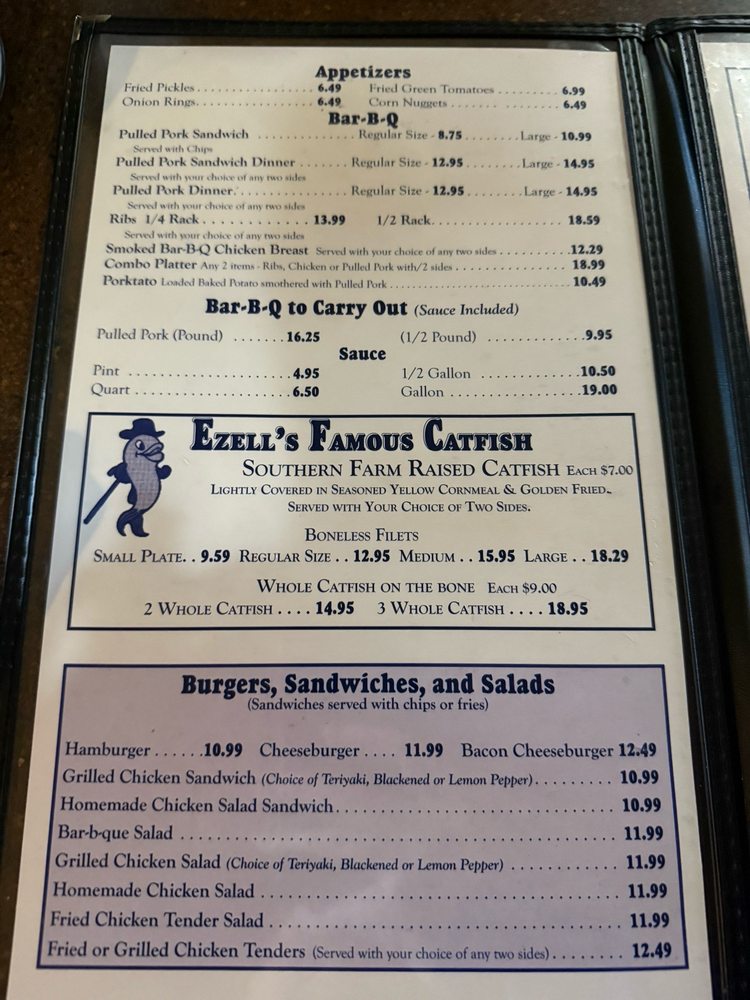 Appetizers
Fried Pickles . . . . . . . . . . . . . . . . . . . . 6.49 Fried Green Tomatoes . . . . . . . . . 6.99
Onion Rings. . . . . . . . . . . . . . . . . . . . 6.49 Corn Nuggets . . . . . . . . . . . . . . 6.49
Bar-B-Q
Pulled Pork Sandwich . . . . . . . . . . . . . . Regular Size - 8.75 . . . . . . . . Large - 10.99
Served with Chips
Pulled Pork Sandwich Dinner . . . . . . . Regular Size - 12.95 . . . . . . . . Large - 14.95
Served with your choice of any two sides
Pulled Pork Dinner. . . . . . . . . . . . . . . . Regular Size - 12.95 . . . . . . . . Large - 14.95
Served with your choice of any two sides
Ribs 1/4 Rack . . . . . . . . . . . . 13.99 1/2 Rack. . . . . . . . . . . . . . . . . 18.59
Served with your choice of any two sides
Smoked Bar-B-Q Chicken Breast Served with your choice of any two sides . . . . . . . . . . . . 12.29
Combo Platter Any 2 items - Ribs, Chicken or Pulled Pork with/2 sides . . . . . . . . . . . . . . . . 18.99
Porktato Loaded Baked Potato smothered with Pulled Pork . . . . . . . . . . . . . . . . . . . . . . . . . 10.49
Bar-B-Q to Carry Out (Sauce Included)
Pulled Pork (Pound) . . . . . . . 16.25 (1/2 Pound) . . . . . . . . . . . . . 9.95
Sauce
Pint . . . . . . . . . . . . . . . . . . . . . 4.95 1/2 Gallon . . . . . . . . . . . . . 10.50
Quart . . . . . . . . . . . . . . . . . . . . 6.50 Gallon . . . . . . . . . . . . . . . . . 19.00
EZELL'S FAMOUS CATFISH
SOUTHERN FARM RAISED CATFISH EACH $7.00
LIGHTLY COVERED IN SEASONED YELLOW CORNMEAL & GOLDEN FRIED.
SERVED WITH YOUR CHOICE OF TWO SIDES.
BONELESS FILETS
SMALL PLATE. . 9.59 REGULAR SIZE . . 12.95 MEDIUM . . 15.95 LARGE . . 18.29
WHOLE CATFISH ON THE BONE EACH $9.00
2 WHOLE CATFISH . . . . 14.95 3 WHOLE CATFISH . . . . 18.95
Burgers, Sandwiches, and Salads
(Sandwiches served with chips or fries)
Hamburger . . . . . . 10.99 Cheeseburger . . . . 11.99 Bacon Cheeseburger 12.49
Grilled Chicken Sandwich (Choice of Teriyaki, Blackened or Lemon Pepper) . . . . . . . . . 10.99
Homemade Chicken Salad Sandwich . . . . . . . . . . . . . . . . . . . . . . . . . . . . . . . 10.99
Bar-b-que Salad . . . . . . . . . . . . . . . . . . . . . . . . . . . . . . . . . . . . . . . . . . . . . . . . 11.99
Grilled Chicken Salad (Choice of Teriyaki, Blackened or Lemon Pepper) . . . . . . . . . . . . 11.99
Homemade Chicken Salad . . . . . . . . . . . . . . . . . . . . . . . . . . . . . . . . . . . . . . . . 11.99
Fried Chicken Tender Salad . . . . . . . . . . . . . . . . . . . . . . . . . . . . . . . . . . . . . . . 11.99
Fried or Grilled Chicken Tenders (Served with your choice of any two sides) . . . . . . . . 12.49